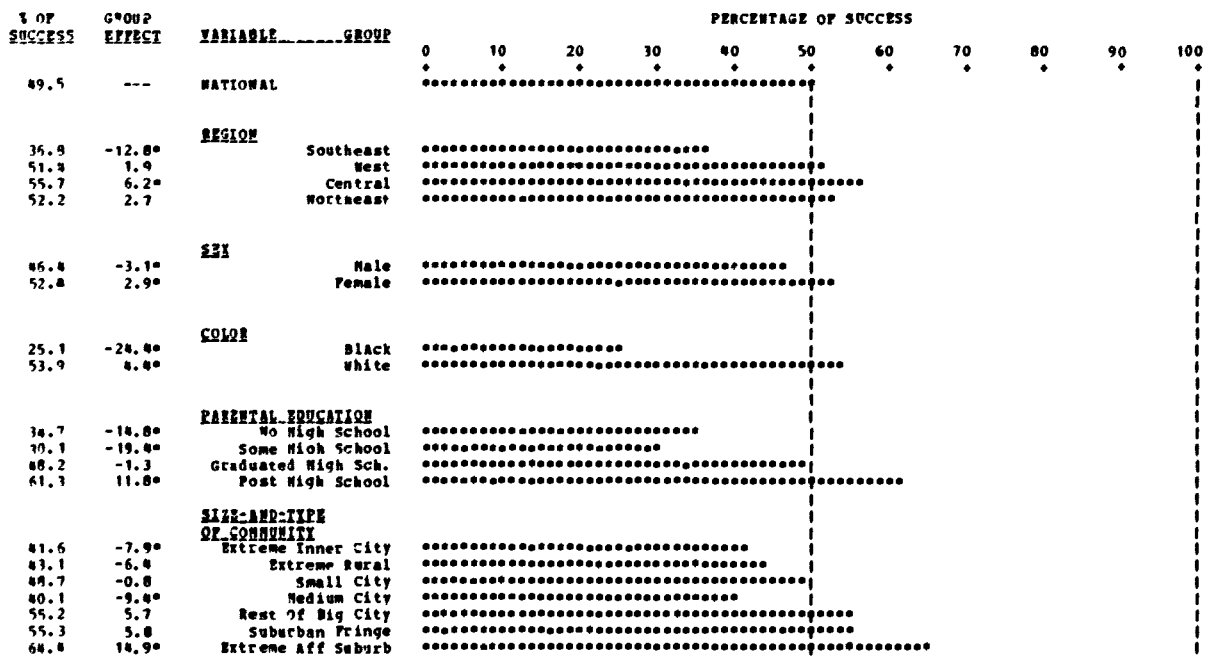 % OF GROUP PERCENTAGE OF SUCCESS
SUCCESS EFFECT VARIABLE GROUP
0 10 20 30 40 50 60 70 80 90 100
49.5 --- NATIONAL
REGION
36.8 -12.8* Southeast
51.4 1.9 West
55.7 6.2* Central
52.2 2.7 Northeast
SEX
46.4 -3.1* Male
52.4 2.9* Female
COLOR
25.1 -24.4* Black
53.9 4.4* White
PARENTAL EDUCATION
34.7 -14.8* No High School
30.1 -19.4* Some High School
48.2 -1.3 Graduated High Sch.
61.3 11.8* Post High School
SIZE-AND-TYPE
OF COMMUNITY
41.6 -7.9* Extreme Inner City
43.1 -6.4 Extreme Rural
48.7 -0.8 Small City
40.1 -9.4* Medium City
55.2 5.7 Rest Of Big City
55.3 5.8 Suburban Fringe
64.4 14.9* Extreme Aff Suburb